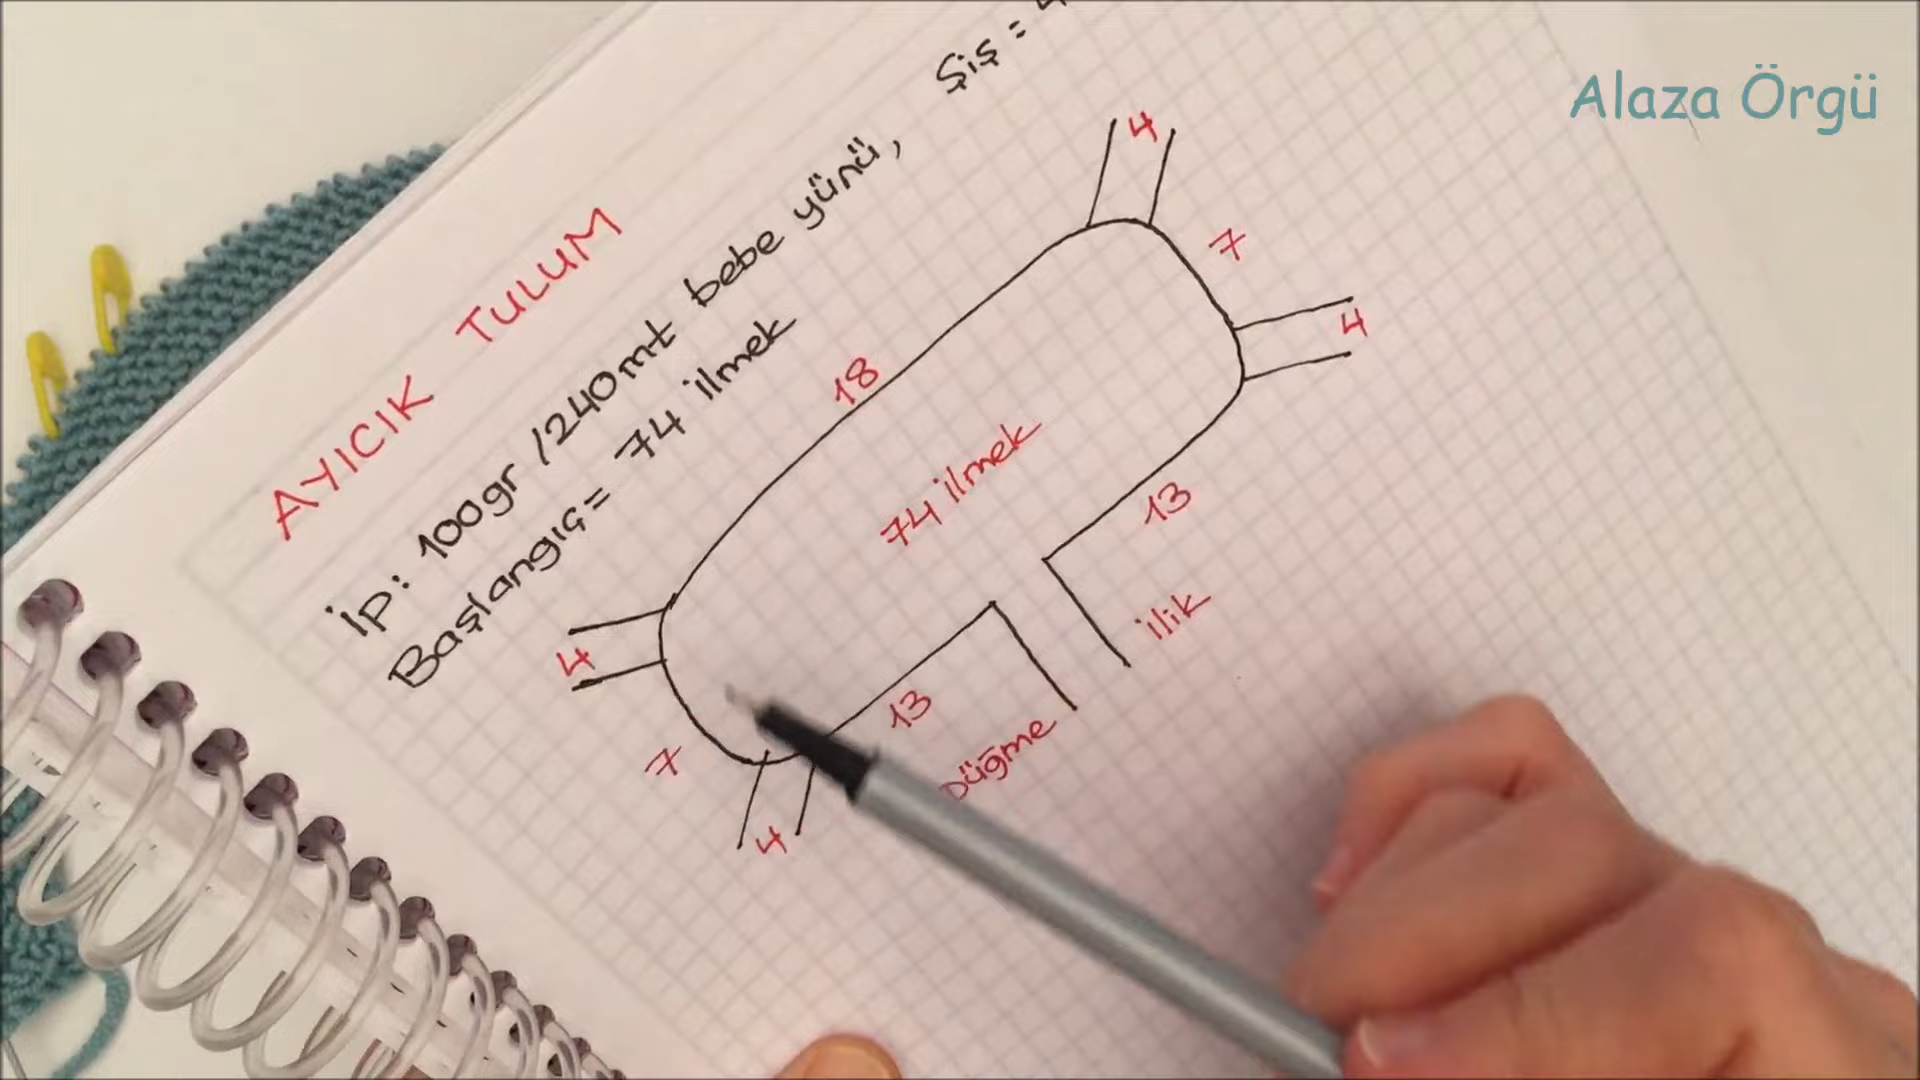 Alaza Örgü
AYICIK TULUM
İP: 100gr /240mt bebe yünü, Şiş = 4
Başlangıç = 74 ilmek
4
7
4
18
74 ilmek
13
ilik
4
13
7
Düğme
4